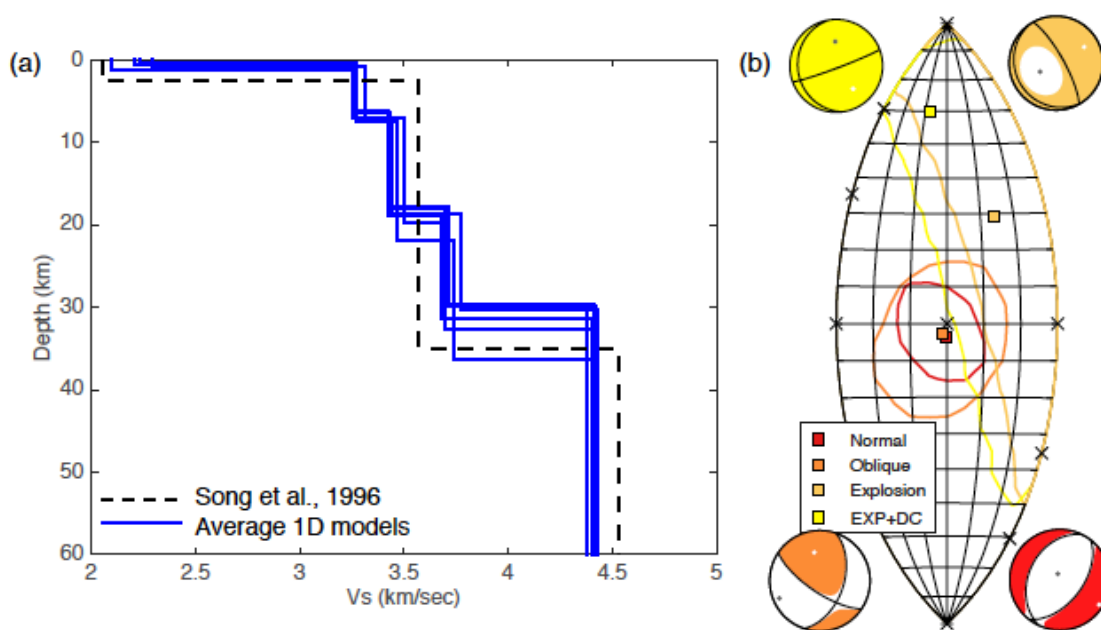 (a)
0
10
20
30
40
50
60
Depth (km)
Song et al., 1996
Average 1D models
2
2.5
3
3.5
4
4.5
5
Vs (km/sec)
(b)
Normal
Oblique
Explosion
EXP+DC